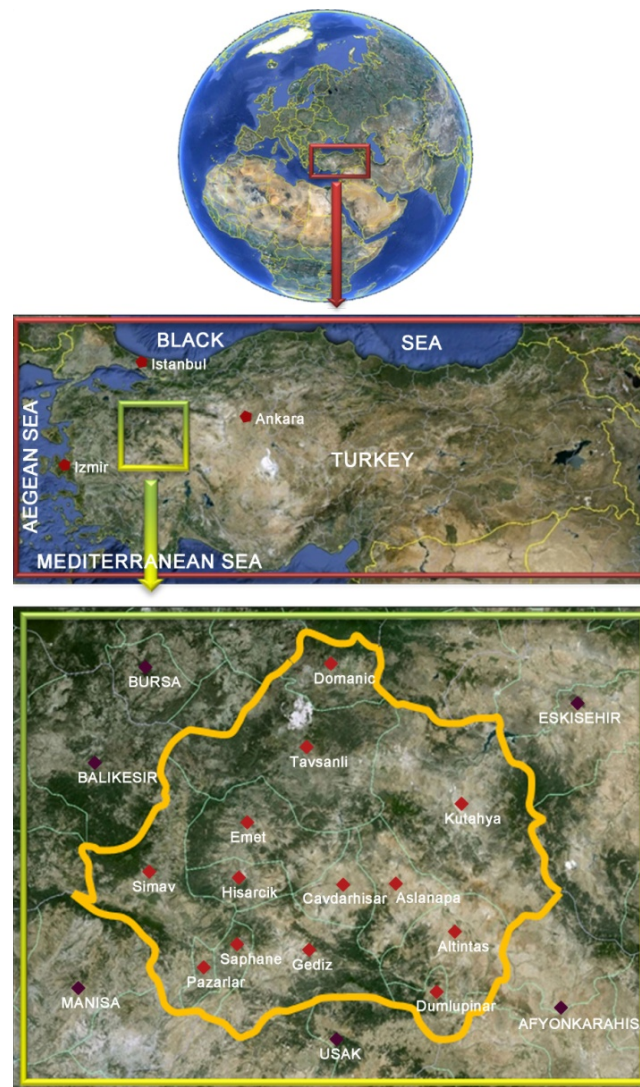 BLACK SEA
Istanbul
Ankara
AEGEAN SEA
Izmir
TURKEY
MEDITERRANEAN SEA
Domanic
BURSA
ESKISEHIR
Tavsanli
BALIKESIR
Kutahya
Emet
Simav
Hisarcik
Cavdarhisar
Aslanapa
Altintas
Saphane
Gediz
Pazarlar
MANISA
Dumlupinar
AFYONKARAHIS
USAK